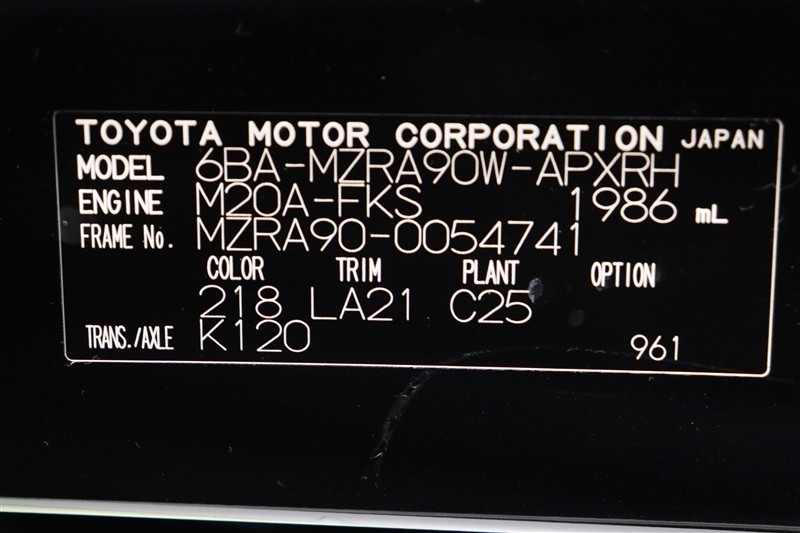 TOYOTA MOTOR CORPORATION JAPAN
MODEL 6BA-MZRA90W-APXRH
ENGINE M20A-FKS 1986 mL
FRAME No. MZRA90-0054741
COLOR TRIM PLANT OPTION
218 LA21 C25
TRANS./AXLE K120 961